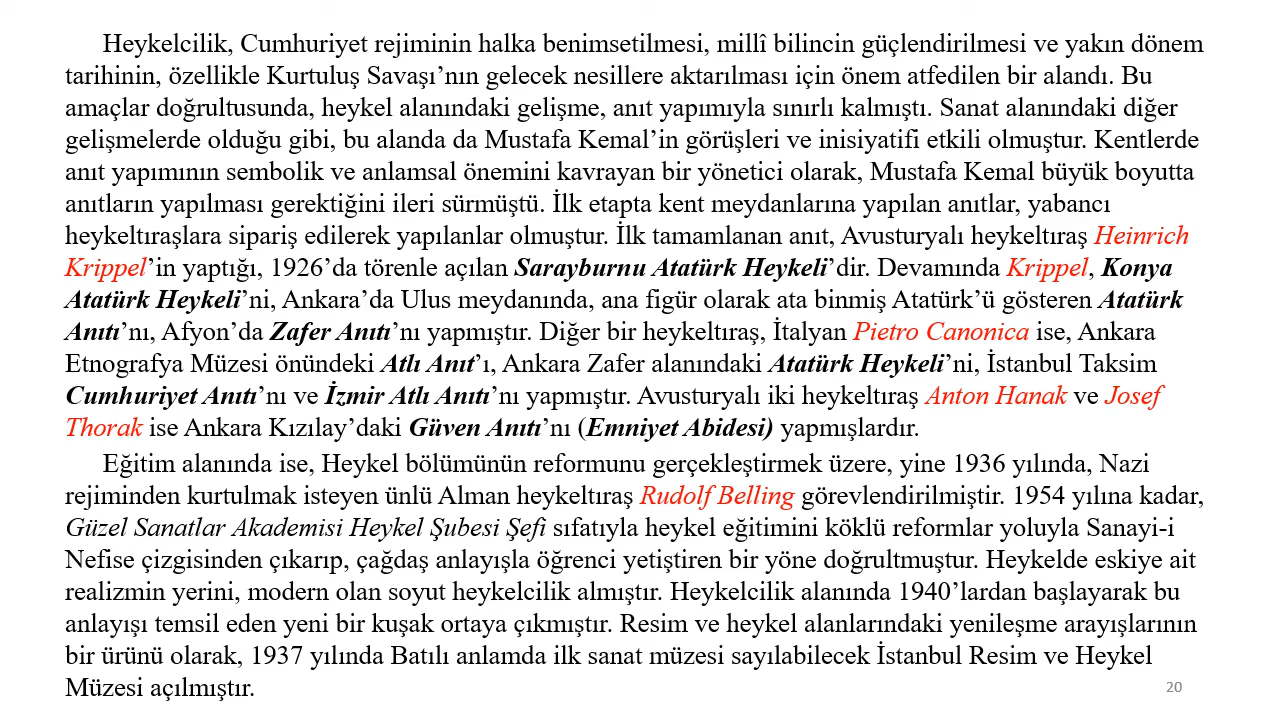 Heykelcilik, Cumhuriyet rejiminin halka benimsetilmesi, millî bilincin güçlendirilmesi ve yakın dönem
tarihinin, özellikle Kurtuluş Savaşı’nın gelecek nesillere aktarılması için önem atfedilen bir alandı. Bu
amaçlar doğrultusunda, heykel alanındaki gelişme, anıt yapımıyla sınırlı kalmıştı. Sanat alanındaki diğer
gelişmelerde olduğu gibi, bu alanda da Mustafa Kemal’in görüşleri ve inisiyatifi etkili olmuştur. Kentlerde
anıt yapımının sembolik ve anlamsal önemini kavrayan bir yönetici olarak, Mustafa Kemal büyük boyutta
anıtların yapılması gerektiğini ileri sürmüştü. İlk etapta kent meydanlarına yapılan anıtlar, yabancı
heykeltıraşlara sipariş edilerek yapılanlar olmuştur. İlk tamamlanan anıt, Avusturyalı heykeltıraş Heinrich
Krippel’in yaptığı, 1926’da törenle açılan Sarayburnu Atatürk Heykeli’dir. Devamında Krippel, Konya
Atatürk Heykeli’ni, Ankara’da Ulus meydanında, ana figür olarak ata binmiş Atatürk’ü gösteren Atatürk
Anıtı’nı, Afyon’da Zafer Anıtı’nı yapmıştır. Diğer bir heykeltıraş, İtalyan Pietro Canonica ise, Ankara
Etnografya Müzesi önündeki Atlı Anıt’ı, Ankara Zafer alanındaki Atatürk Heykeli’ni, İstanbul Taksim
Cumhuriyet Anıtı’nı ve İzmir Atlı Anıtı’nı yapmıştır. Avusturyalı iki heykeltıraş Anton Hanak ve Josef
Thorak ise Ankara Kızılay’daki Güven Anıtı’nı (Emniyet Abidesi) yapmışlardır.
Eğitim alanında ise, Heykel bölümünün reformunu gerçekleştirmek üzere, yine 1936 yılında, Nazi
rejiminden kurtulmak isteyen ünlü Alman heykeltıraş Rudolf Belling görevlendirilmiştir. 1954 yılına kadar,
Güzel Sanatlar Akademisi Heykel Şubesi Şefi sıfatıyla heykel eğitimini köklü reformlar yoluyla Sanayi-i
Nefise çizgisinden çıkarıp, çağdaş anlayışla öğrenci yetiştiren bir yöne doğrultmuştur. Heykelde eskiye ait
realizmin yerini, modern olan soyut heykelcilik almıştır. Heykelcilik alanında 1940’lardan başlayarak bu
anlayışı temsil eden yeni bir kuşak ortaya çıkmıştır. Resim ve heykel alanlarındaki yenileşme arayışlarının
bir ürünü olarak, 1937 yılında Batılı anlamda ilk sanat müzesi sayılabilecek İstanbul Resim ve Heykel
Müzesi açılmıştır.
20